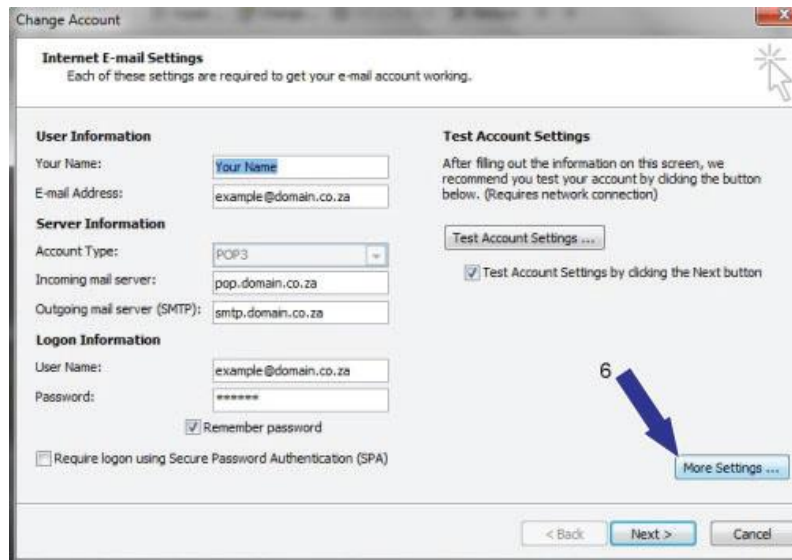 Change Account
Internet E-mail Settings
Each of these settings are required to get your e-mail account working.
User Information
Your Name: Your Name
E-mail Address: example@domain.co.za
Server Information
Account Type: POP3
Incoming mail server: pop.domain.co.za
Outgoing mail server (SMTP): smtp.domain.co.za
Logon Information
User Name: example@domain.co.za
Password: ******
Remember password
Require logon using Secure Password Authentication (SPA)
Test Account Settings
After filling out the information on this screen, we
recommend you test your account by clicking the button
below. (Requires network connection)
Test Account Settings ...
Test Account Settings by clicking the Next button
6
More Settings ...
< Back
Next >
Cancel